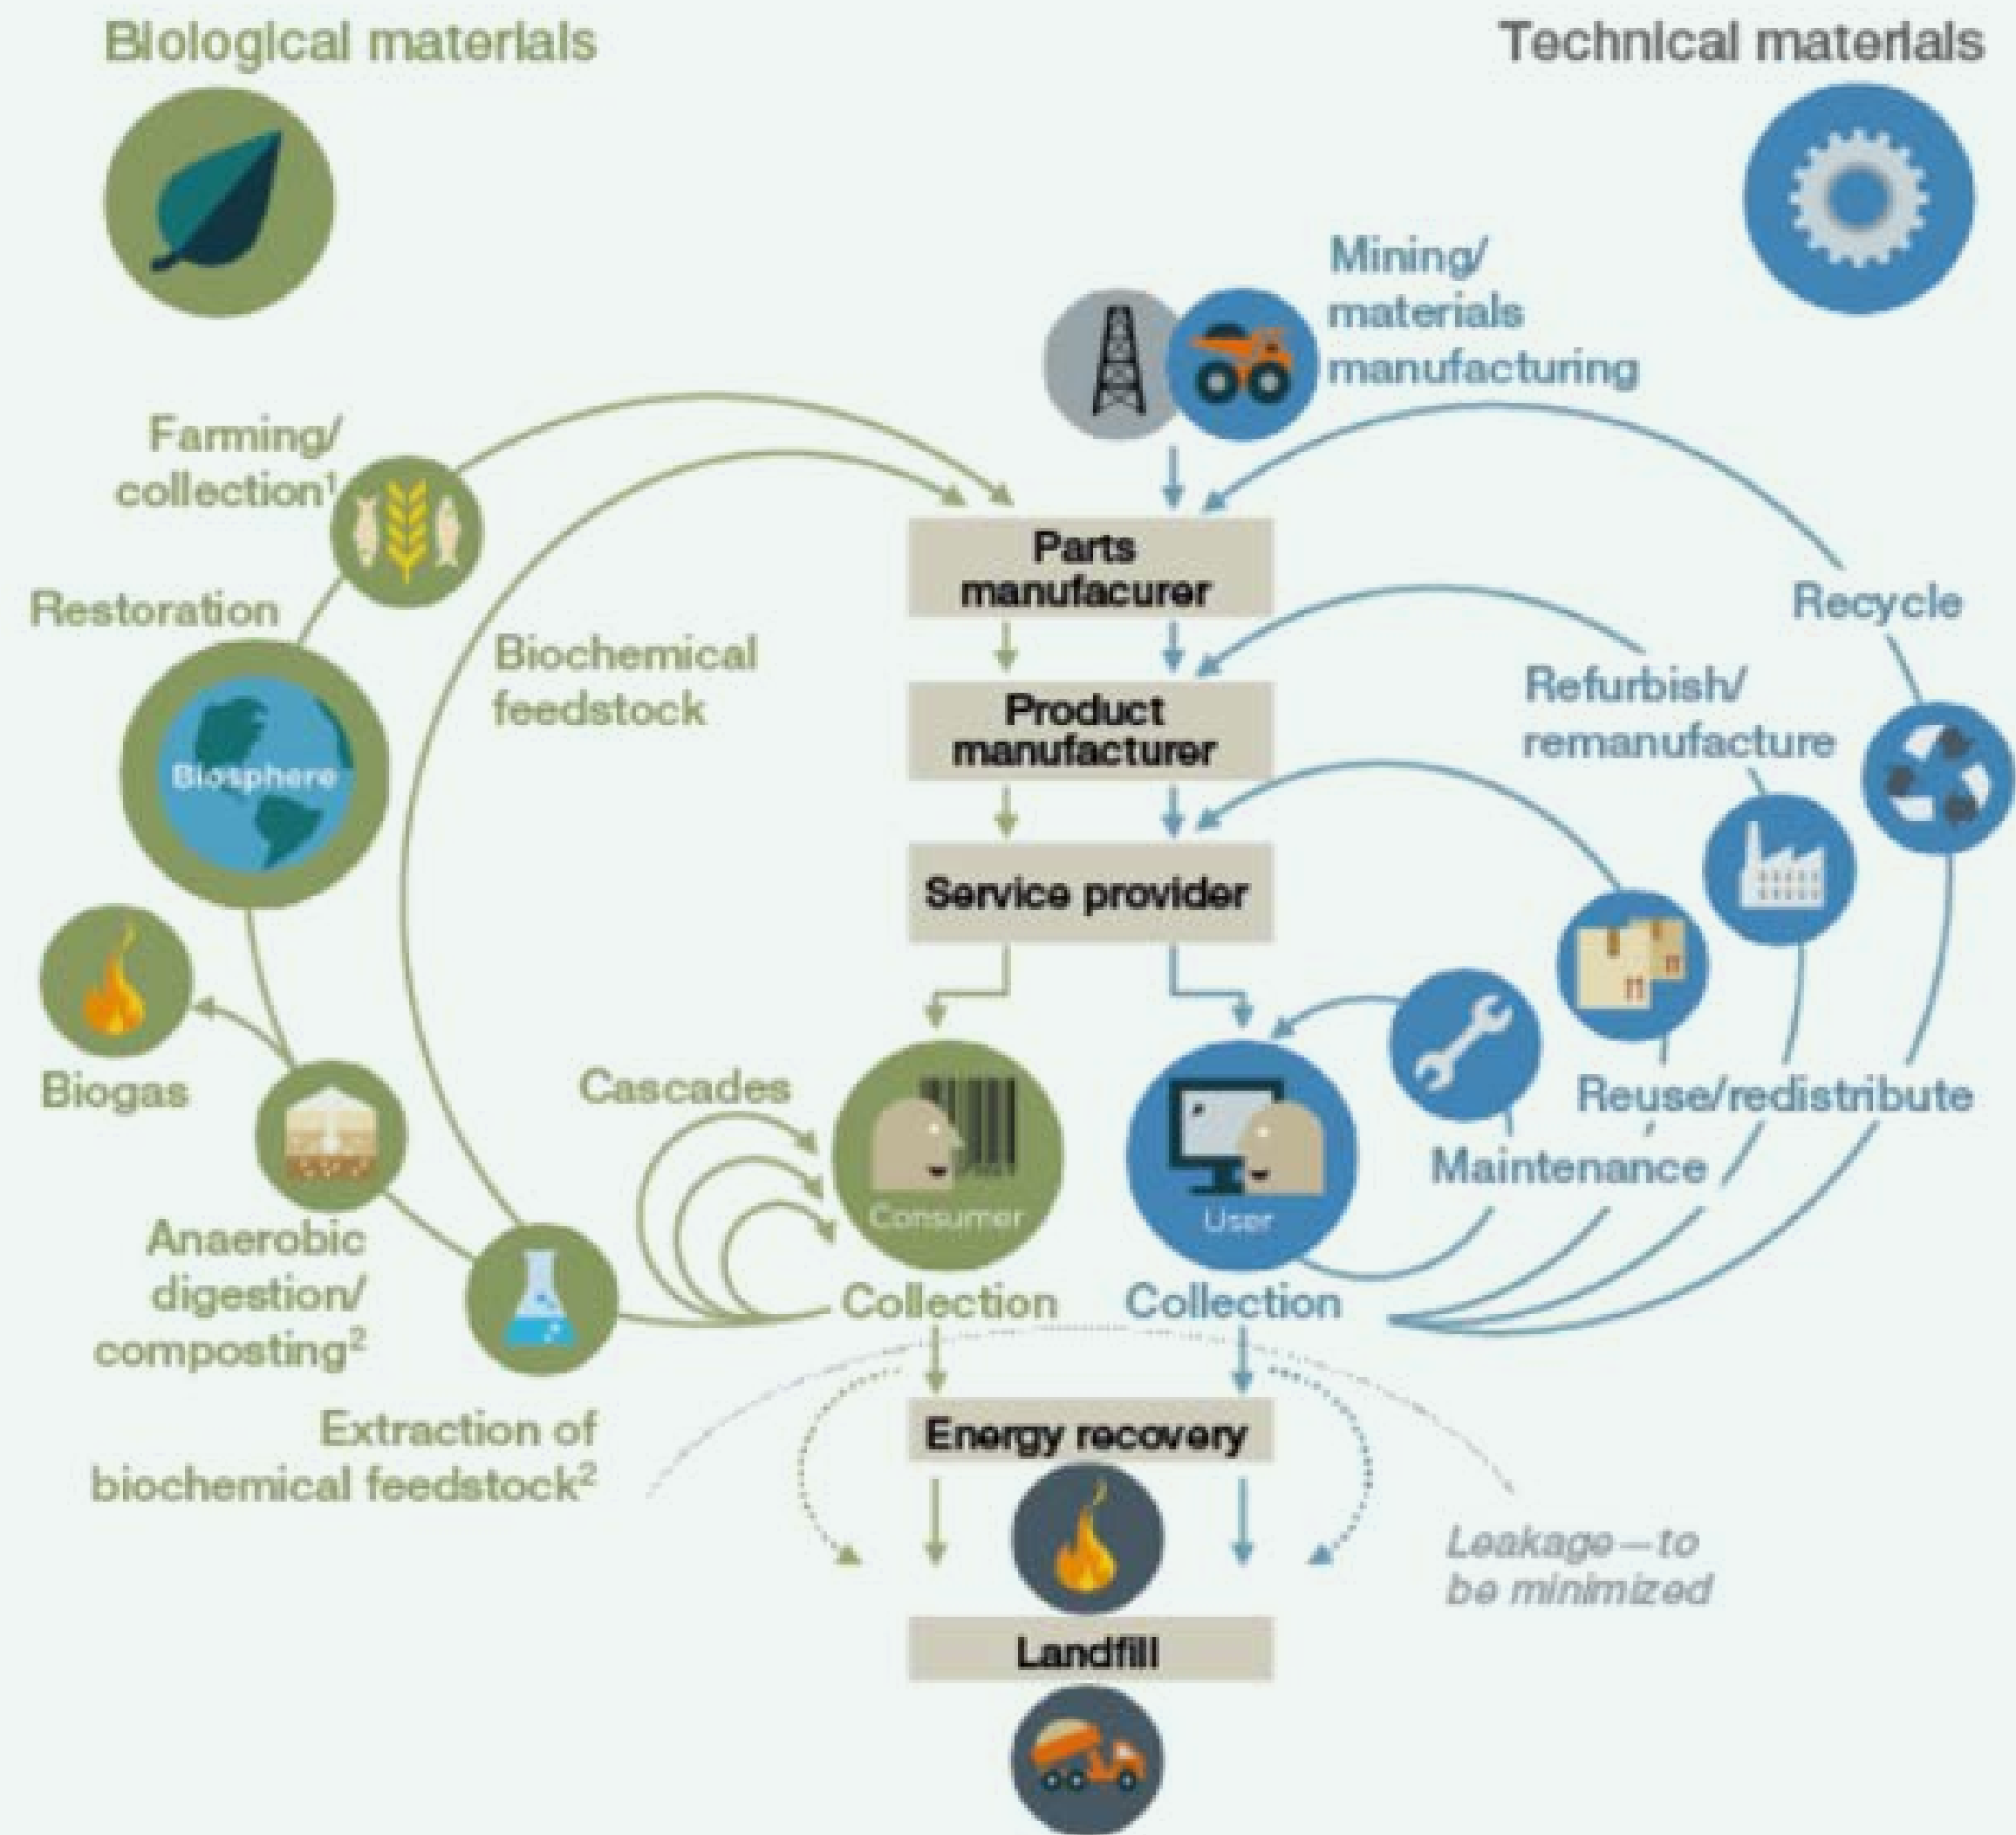 Biological materials
Technical materials
Mining/
materials
manufacturing
Farming/
collection¹
Parts
manufacurer
Recycle
Restoration
Biochemical
feedstock
Refurbish/
remanufacture
Product
manufacturer
Biosphere
Service provider
Biogas
Cascades
Reuse/redistribute
Maintenance
Consumer
User
Anaerobic
digestion/
composting²
Collection
Collection
Extraction of
biochemical feedstock²
Energy recovery
Leakage—to
be minimized
Landfill